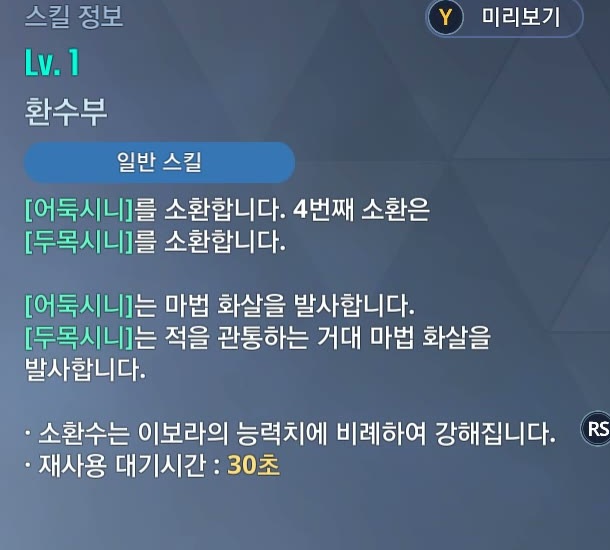 스킬 정보
Y 미리보기
Lv. 1
환수부
일반 스킬
[어둑시니]를 소환합니다. 4번째 소환은
[두목시니]를 소환합니다.
[어둑시니]는 마법 화살을 발사합니다.
[두목시니]는 적을 관통하는 거대 마법 화살을
발사합니다.
· 소환수는 이보라의 능력치에 비례하여 강해집니다.
RS
· 재사용 대기시간 : 30초